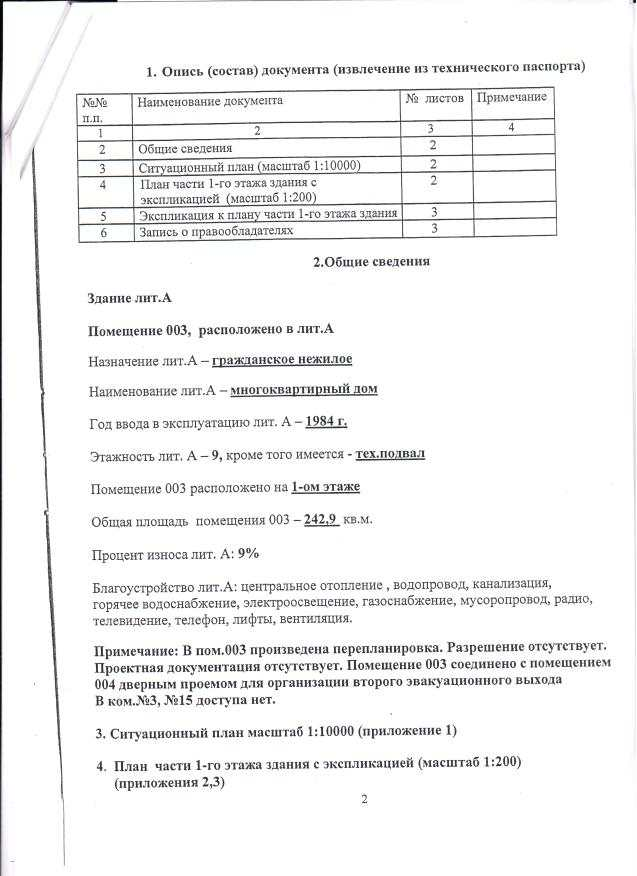 1. Опись (состав) документа (извлечение из технического паспорта)
№№ п.п. Наименование документа № листов Примечание
1 2 3 4
2 Общие сведения 2
3 Ситуационный план (масштаб 1:10000) 2
4 План части 1-го этажа здания с 2
экспликацией (масштаб 1:200)
5 Экспликация к плану части 1-го этажа здания 3
6 Запись о правообладателях 3
2.Общие сведения
Здание лит.А
Помещение 003, расположено в лит.А
Назначение лит.А – гражданское нежилое
Наименование лит.А – многоквартирный дом
Год ввода в эксплуатацию лит. А – 1984 г.
Этажность лит. А – 9, кроме того имеется - тех.подвал
Помещение 003 расположено на 1-ом этаже
Общая площадь помещения 003 – 242,9 кв.м.
Процент износа лит. А: 9%
Благоустройство лит.А: центральное отопление , водопровод, канализация,
горячее водоснабжение, электроосвещение, газоснабжение, мусоропровод, радио,
телевидение, телефон, лифты, вентиляция.
Примечание: В пом.003 произведена перепланировка. Разрешение отсутствует.
Проектная документация отсутствует. Помещение 003 соединено с помещением
004 дверным проемом для организации второго эвакуационного выхода
В ком.№3, №15 доступа нет.
3. Ситуационный план масштаб 1:10000 (приложение 1)
4. План части 1-го этажа здания с экспликацией (масштаб 1:200)
(приложения 2,3)
2